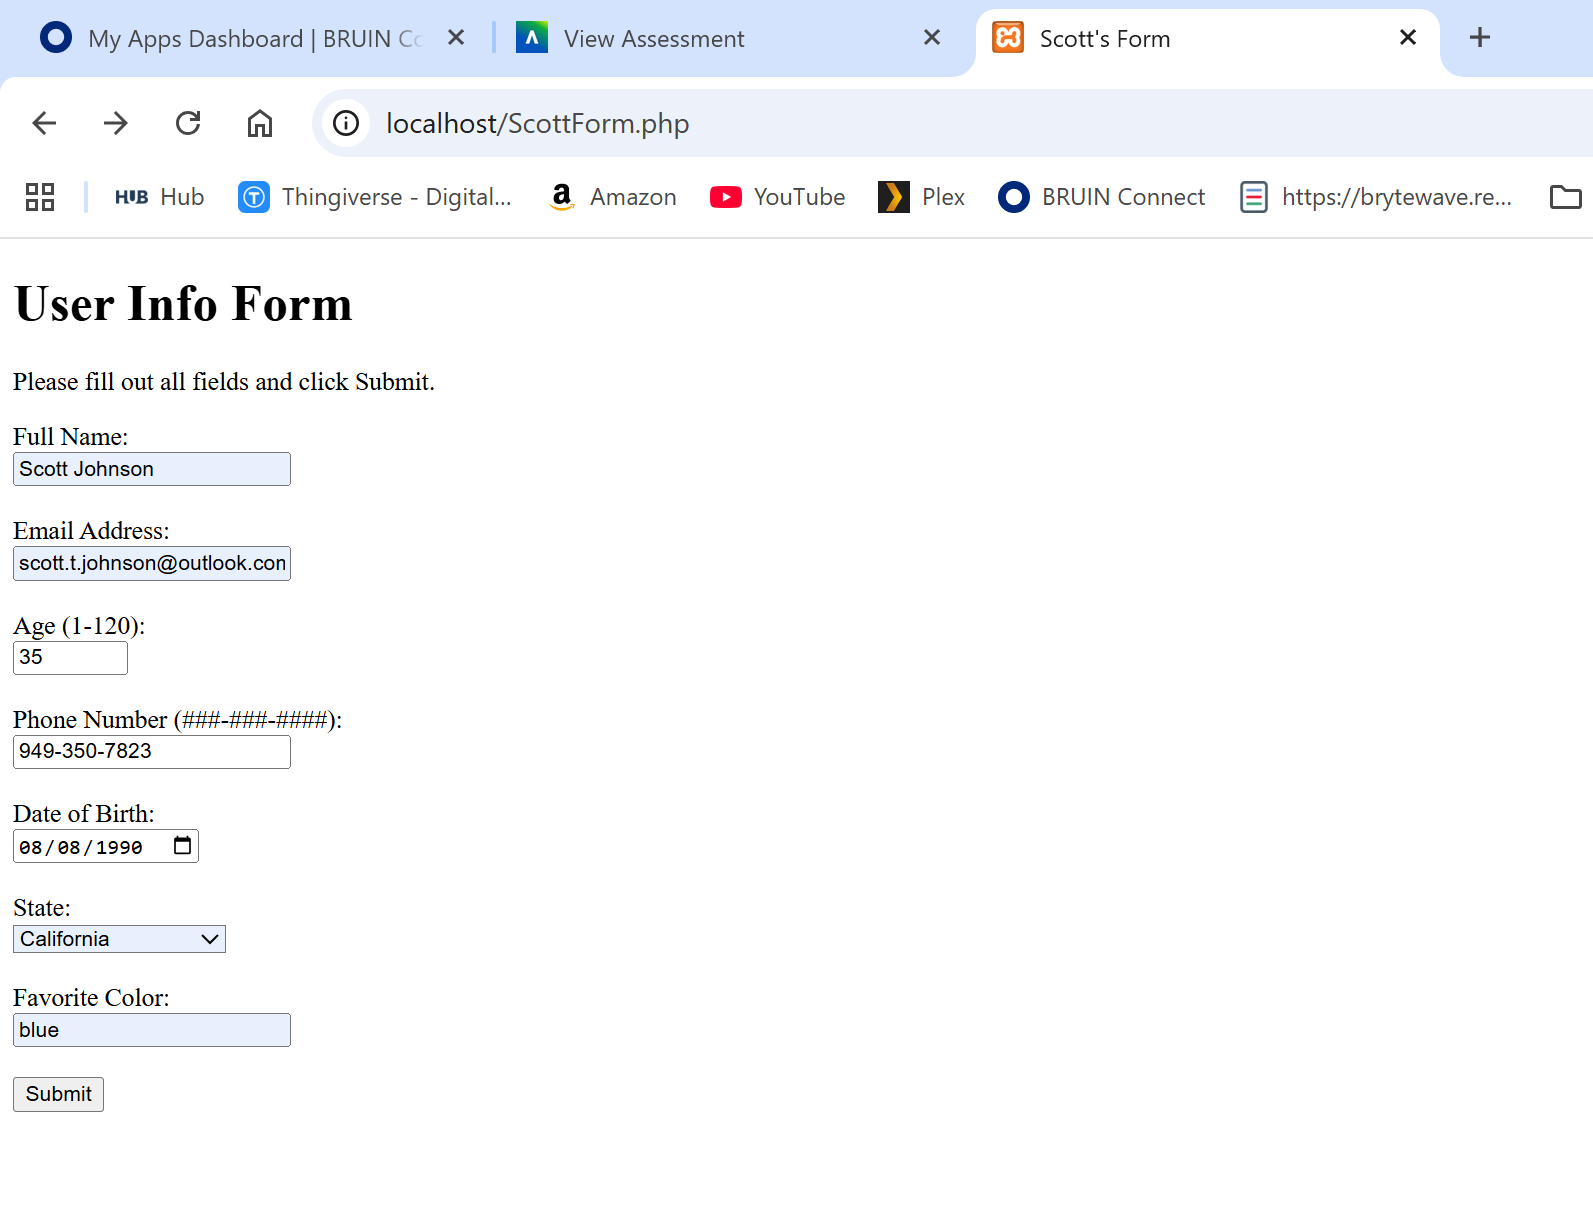 My Apps Dashboard | BRUIN Co
View Assessment
Scott's Form
localhost/ScottForm.php
HUB Hub
Thingiverse - Digital...
Amazon
YouTube
Plex
BRUIN Connect
https://brytewave.re...
User Info Form
Please fill out all fields and click Submit.
Full Name:
Scott Johnson
Email Address:
scott.t.johnson@outlook.com
Age (1-120):
35
Phone Number (###-###-####):
949-350-7823
Date of Birth:
08/08/1990
State:
California
Favorite Color:
blue
Submit